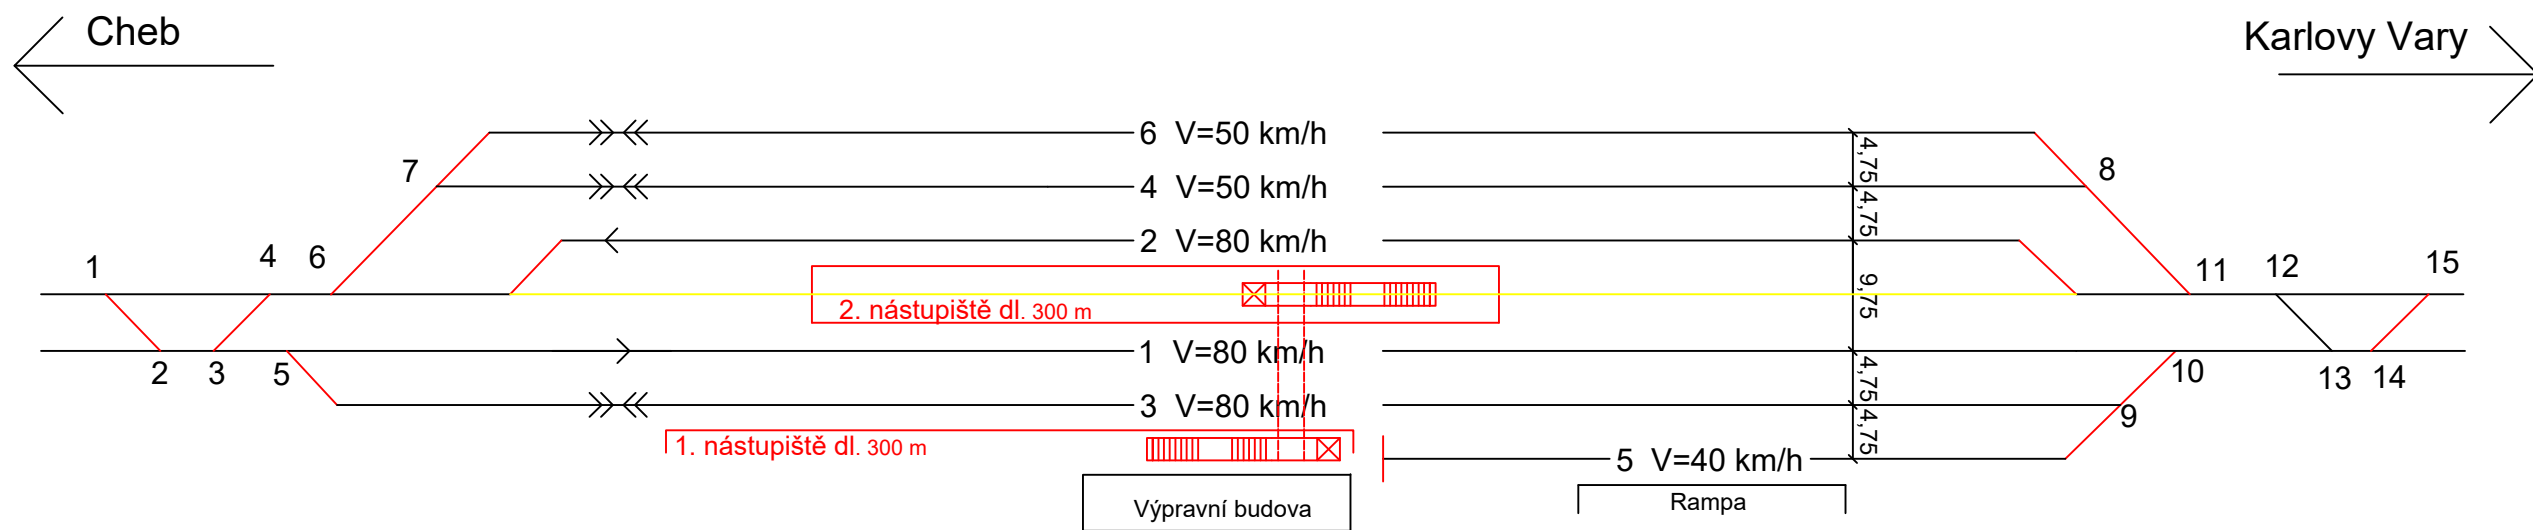 Cheb
Karlovy Vary
6 V=50 km/h
7
4,75
8
4 V=50 km/h
4,75
1
4
6
2 V=80 km/h
11
12
15
9,75
2. nástupiště dl. 300 m
2
3
5
1 V=80 km/h
10
13
14
4,75
3 V=80 km/h
9
4,75
1. nástupiště dl. 300 m
5 V=40 km/h
Výpravní budova
Rampa